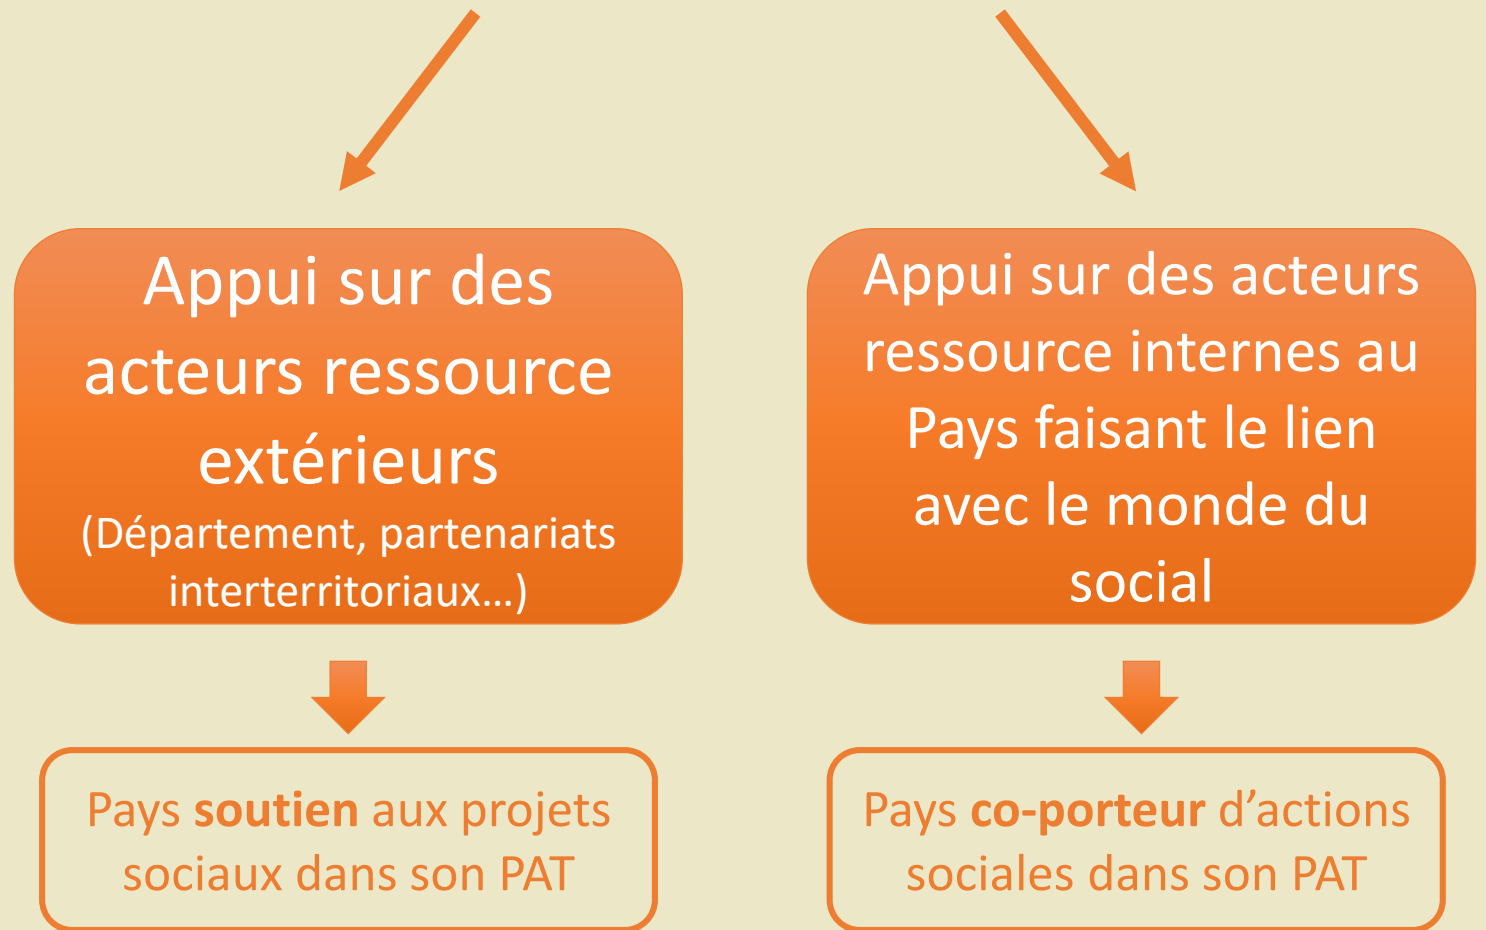 Appui sur des
acteurs ressource
extérieurs
(Département, partenariats
interterritoriaux…)
Appui sur des acteurs
ressource internes au
Pays faisant le lien
avec le monde du
social
Pays soutien aux projets
sociaux dans son PAT
Pays co-porteur d’actions
sociales dans son PAT